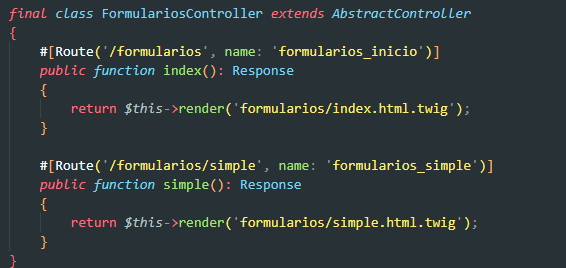 final class FormulariosController extends AbstractController
{
    #[Route('/formularios', name: 'formularios_inicio')]
    public function index(): Response
    {
        return $this->render('formularios/index.html.twig');
    }

    #[Route('/formularios/simple', name: 'formularios_simple')]
    public function simple(): Response
    {
        return $this->render('formularios/simple.html.twig');
    }
}